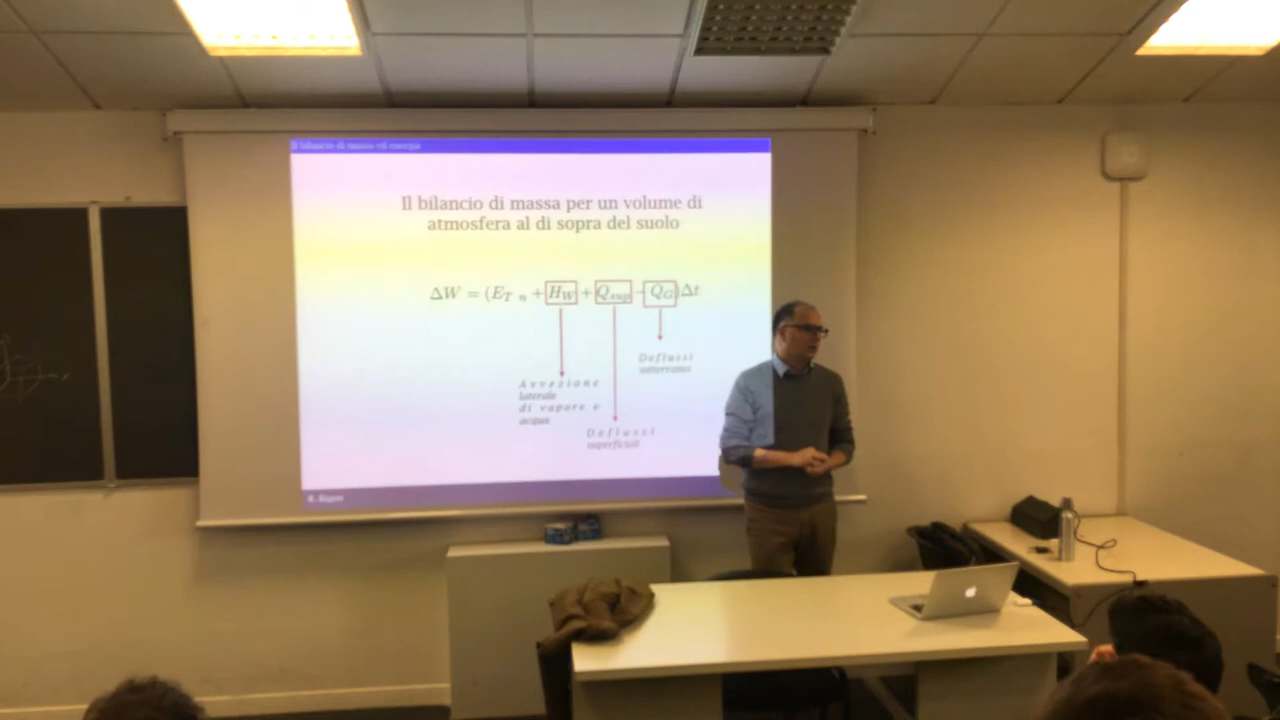 Il bilancio di massa ed energia
Il bilancio di massa per un volume di
atmosfera al di sopra del suolo
ΔW = (E_T n + H_W + Q_sup - Q_G)Δt
Deflussi
sotterranei
Avvezione
laterale
di vapore e
acqua
Deflussi
superficiali
R. Rigon